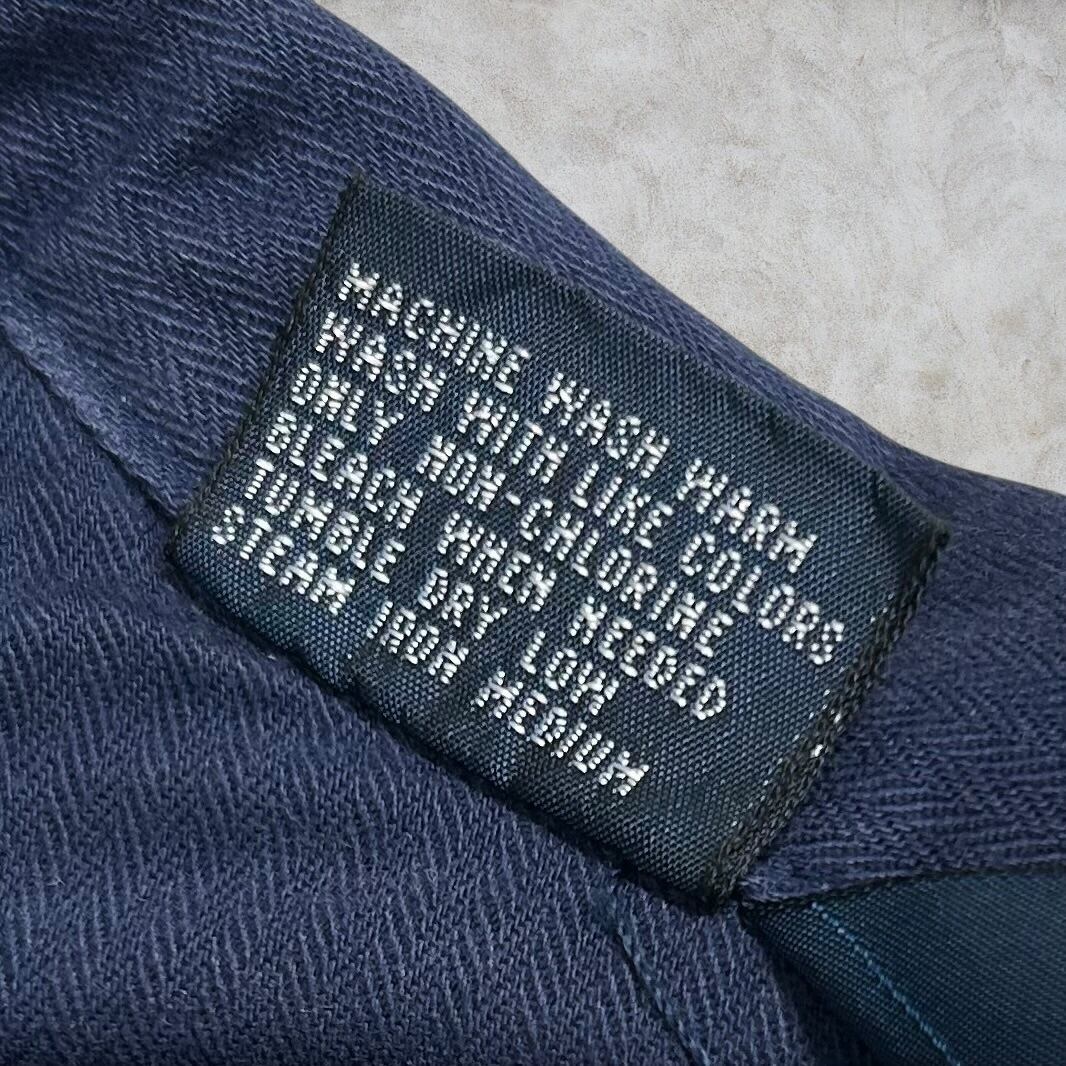 MACHINE WASH WARM
WASH WITH LIKE COLORS
ONLY NON-CHLORINE
BLEACH WHEN NEEDED
TUMBLE DRY LOW
STEAM IRON MEDIUM